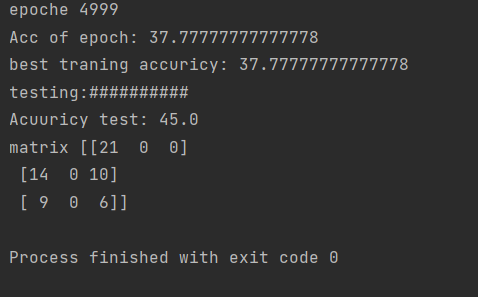 epoche 4999
Acc of epoch: 37.77777777777778
best traning accuricy: 37.77777777777778
testing:##########
Acuuricy test: 45.0
matrix [[21  0  0]
 [14  0 10]
 [ 9  0  6]]
Process finished with exit code 0